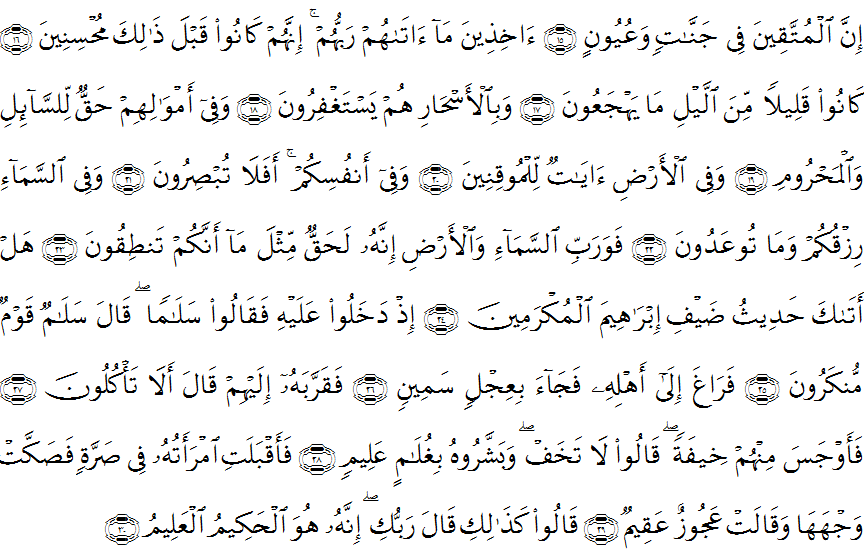 إِنَّ ٱلۡمُتَّقِينَ فِي جَنَّٰتٖ وَعُيُونٍ ١٥ ءَاخِذِينَ مَآ ءَاتَىٰهُمۡ رَبُّهُمۡۚ إِنَّهُمۡ كَانُواْ قَبۡلَ ذَٰلِكَ مُحۡسِنِينَ ١٦
كَانُواْ قَلِيلٗا مِّنَ ٱلَّيۡلِ مَا يَهۡجَعُونَ ١٧ وَبِٱلۡأَسۡحَارِ هُمۡ يَسۡتَغۡفِرُونَ ١٨ وَفِيٓ أَمۡوَٰلِهِمۡ حَقّٞ لِّلسَّآئِلِ
وَٱلۡمَحۡرُومِ ١٩ وَفِي ٱلۡأَرۡضِ ءَايَٰتٞ لِّلۡمُوقِنِينَ ٢٠ وَفِيٓ أَنفُسِكُمۡۚ أَفَلَا تُبۡصِرُونَ ٢١ وَفِي ٱلسَّمَآءِ
رِزۡقُكُمۡ وَمَا تُوعَدُونَ ٢٢ فَوَرَبِّ ٱلسَّمَآءِ وَٱلۡأَرۡضِ إِنَّهُۥ لَحَقّٞ مِّثۡلَ مَآ أَنَّكُمۡ تَنطِقُونَ ٢٣ هَلۡ
أَتَىٰكَ حَدِيثُ ضَيۡفِ إِبۡرَٰهِيمَ ٱلۡمُكۡرَمِينَ ٢٤ إِذۡ دَخَلُواْ عَلَيۡهِ فَقَالُواْ سَلَٰمٗاۖ قَالَ سَلَٰمٞ قَوۡمٞ
مُّنكَرُونَ ٢٥ فَرَاغَ إِلَىٰٓ أَهۡلِهِۦ فَجَآءَ بِعِجۡلٖ سَمِينٖ ٢٦ فَقَرَّبَهُۥٓ إِلَيۡهِمۡ قَالَ أَلَا تَأۡكُلُونَ ٢٧
فَأَوۡجَسَ مِنۡهُمۡ خِيفَةٗۖ قَالُواْ لَا تَخَفۡۖ وَبَشَّرُوهُ بِغُلَٰمٍ عَلِيمٖ ٢٨ فَأَقۡبَلَتِ ٱمۡرَأَتُهُۥ فِي صَرَّةٖ فَصَكَّتۡ
وَجۡهَهَا وَقَالَتۡ عَجُوزٌ عَقِيمٞ ٢٩ قَالُواْ كَذَٰلِكِ قَالَ رَبُّكِۖ إِنَّهُۥ هُوَ ٱلۡحَكِيمُ ٱلۡعَلِيمُ ٣٠